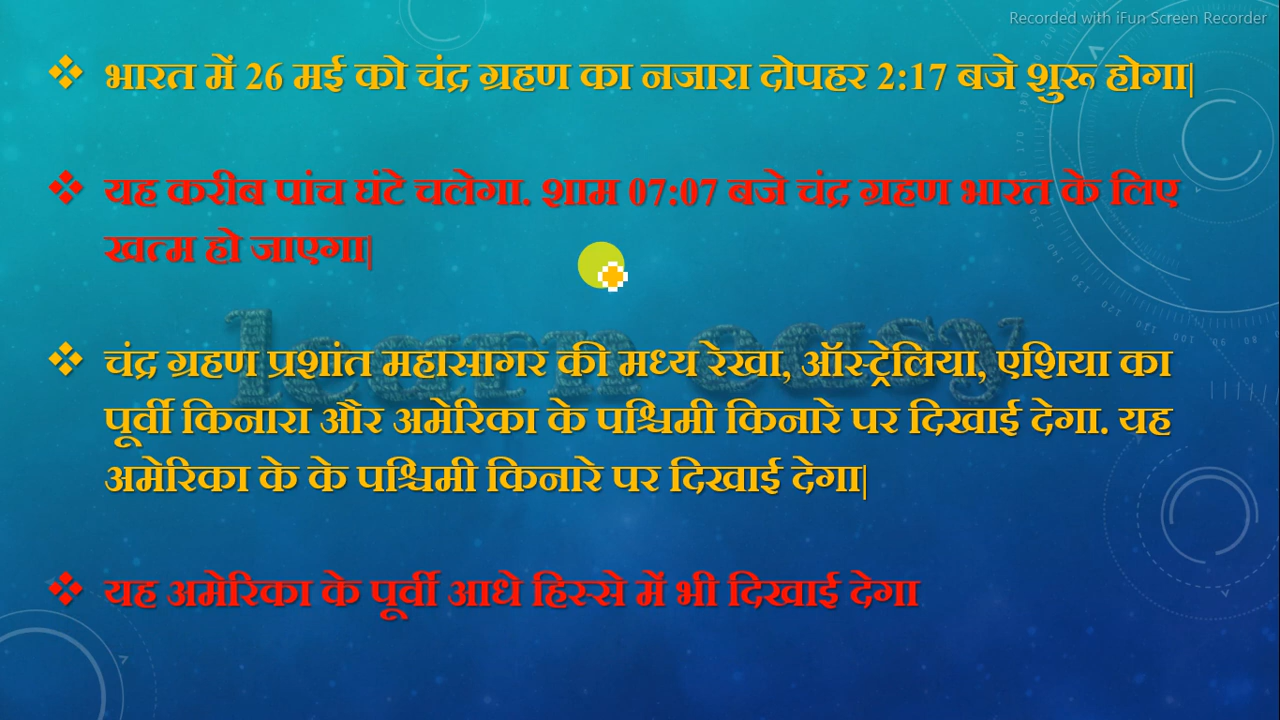 Recorded with iFun Screen Recorder
भारत में 26 मई को चंद्र ग्रहण का नजारा दोपहर 2:17 बजे शुरू होगा|
यह करीब पांच घंटे चलेगा. शाम 07:07 बजे चंद्र ग्रहण भारत के लिए
खत्म हो जाएगा|
learn easy
चंद्र ग्रहण प्रशांत महासागर की मध्य रेखा, ऑस्ट्रेलिया, एशिया का
पूर्वी किनारा और अमेरिका के पश्चिमी किनारे पर दिखाई देगा. यह
अमेरिका के के पश्चिमी किनारे पर दिखाई देगा|
यह अमेरिका के पूर्वी आधे हिस्से में भी दिखाई देगा